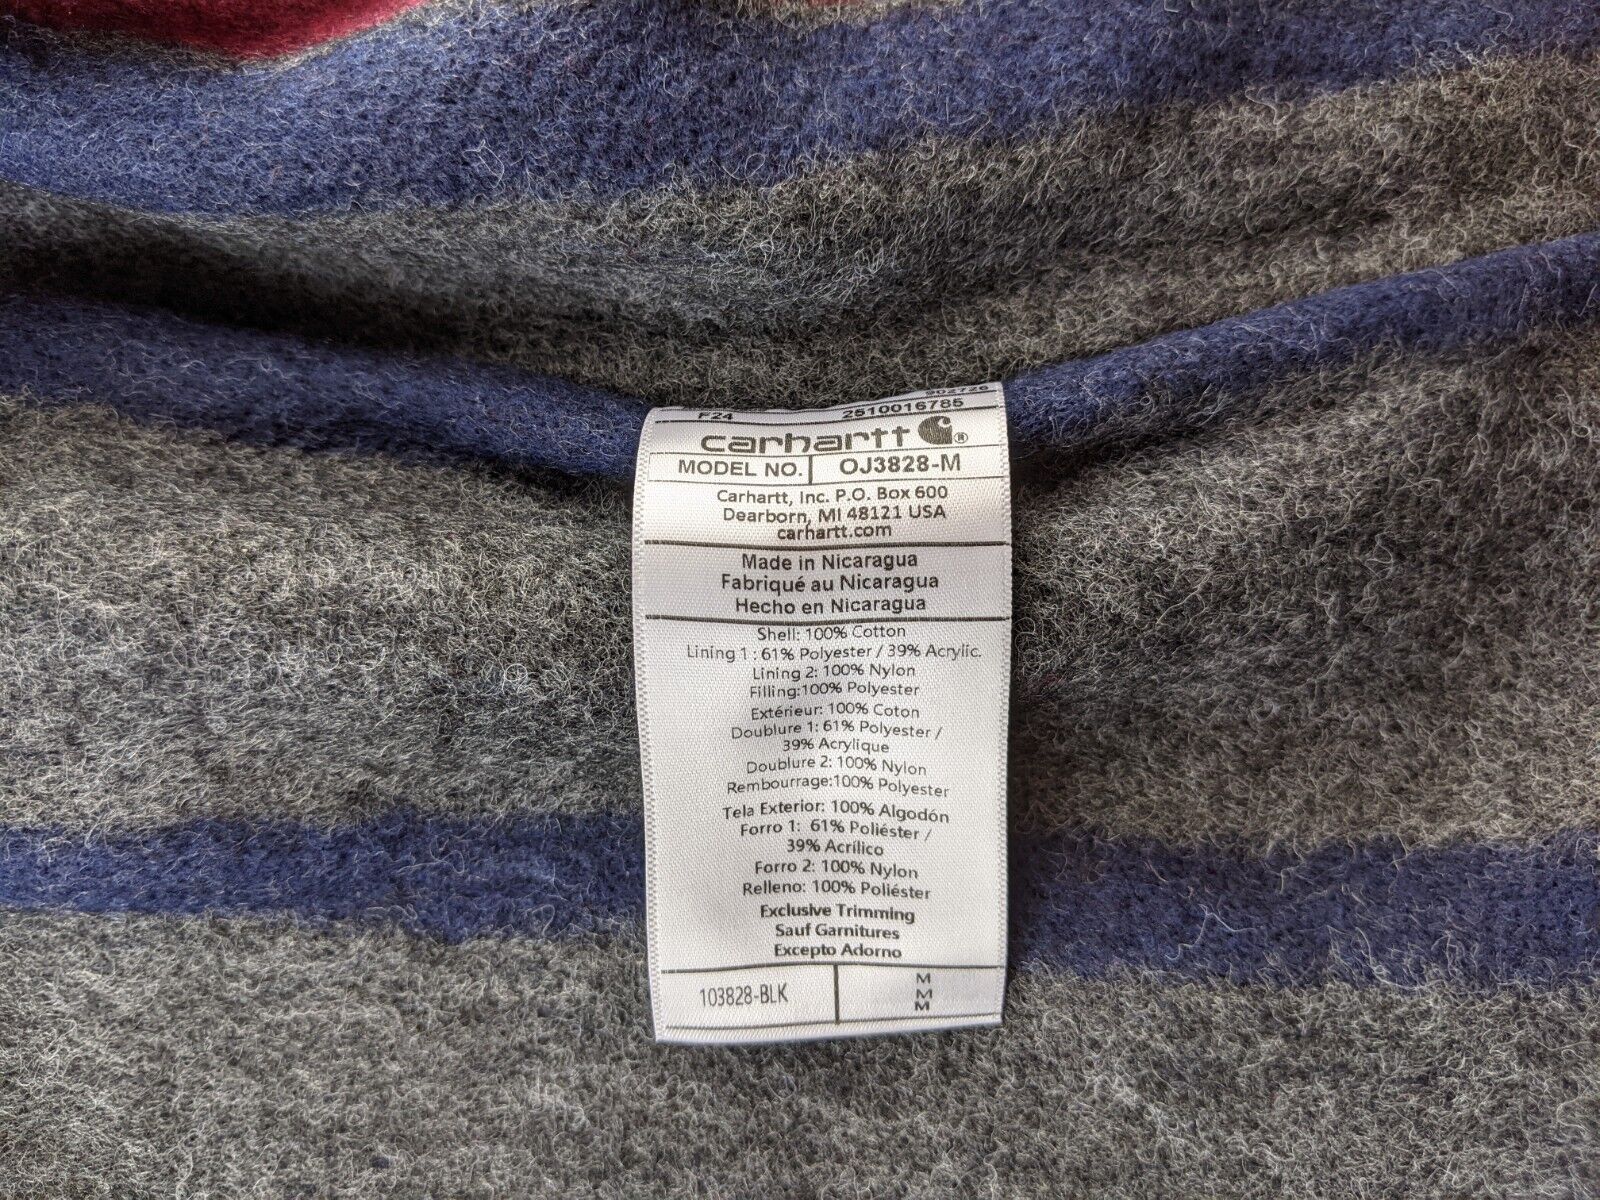 902726
F24 2510016785
carhartt ®
MODEL NO. OJ3828-M
Carhartt, Inc. P.O. Box 600
Dearborn, MI 48121 USA
carhartt.com
Made in Nicaragua
Fabriqué au Nicaragua
Hecho en Nicaragua
Shell: 100% Cotton
Lining 1 : 61% Polyester / 39% Acrylic.
Lining 2: 100% Nylon
Filling:100% Polyester
Extérieur: 100% Coton
Doublure 1: 61% Polyester /
39% Acrylique
Doublure 2: 100% Nylon
Rembourrage:100% Polyester
Tela Exterior: 100% Algodón
Forro 1: 61% Poliéster /
39% Acrílico
Forro 2: 100% Nylon
Relleno: 100% Poliéster
Exclusive Trimming
Sauf Garnitures
Excepto Adorno
103828-BLK
M
M
M